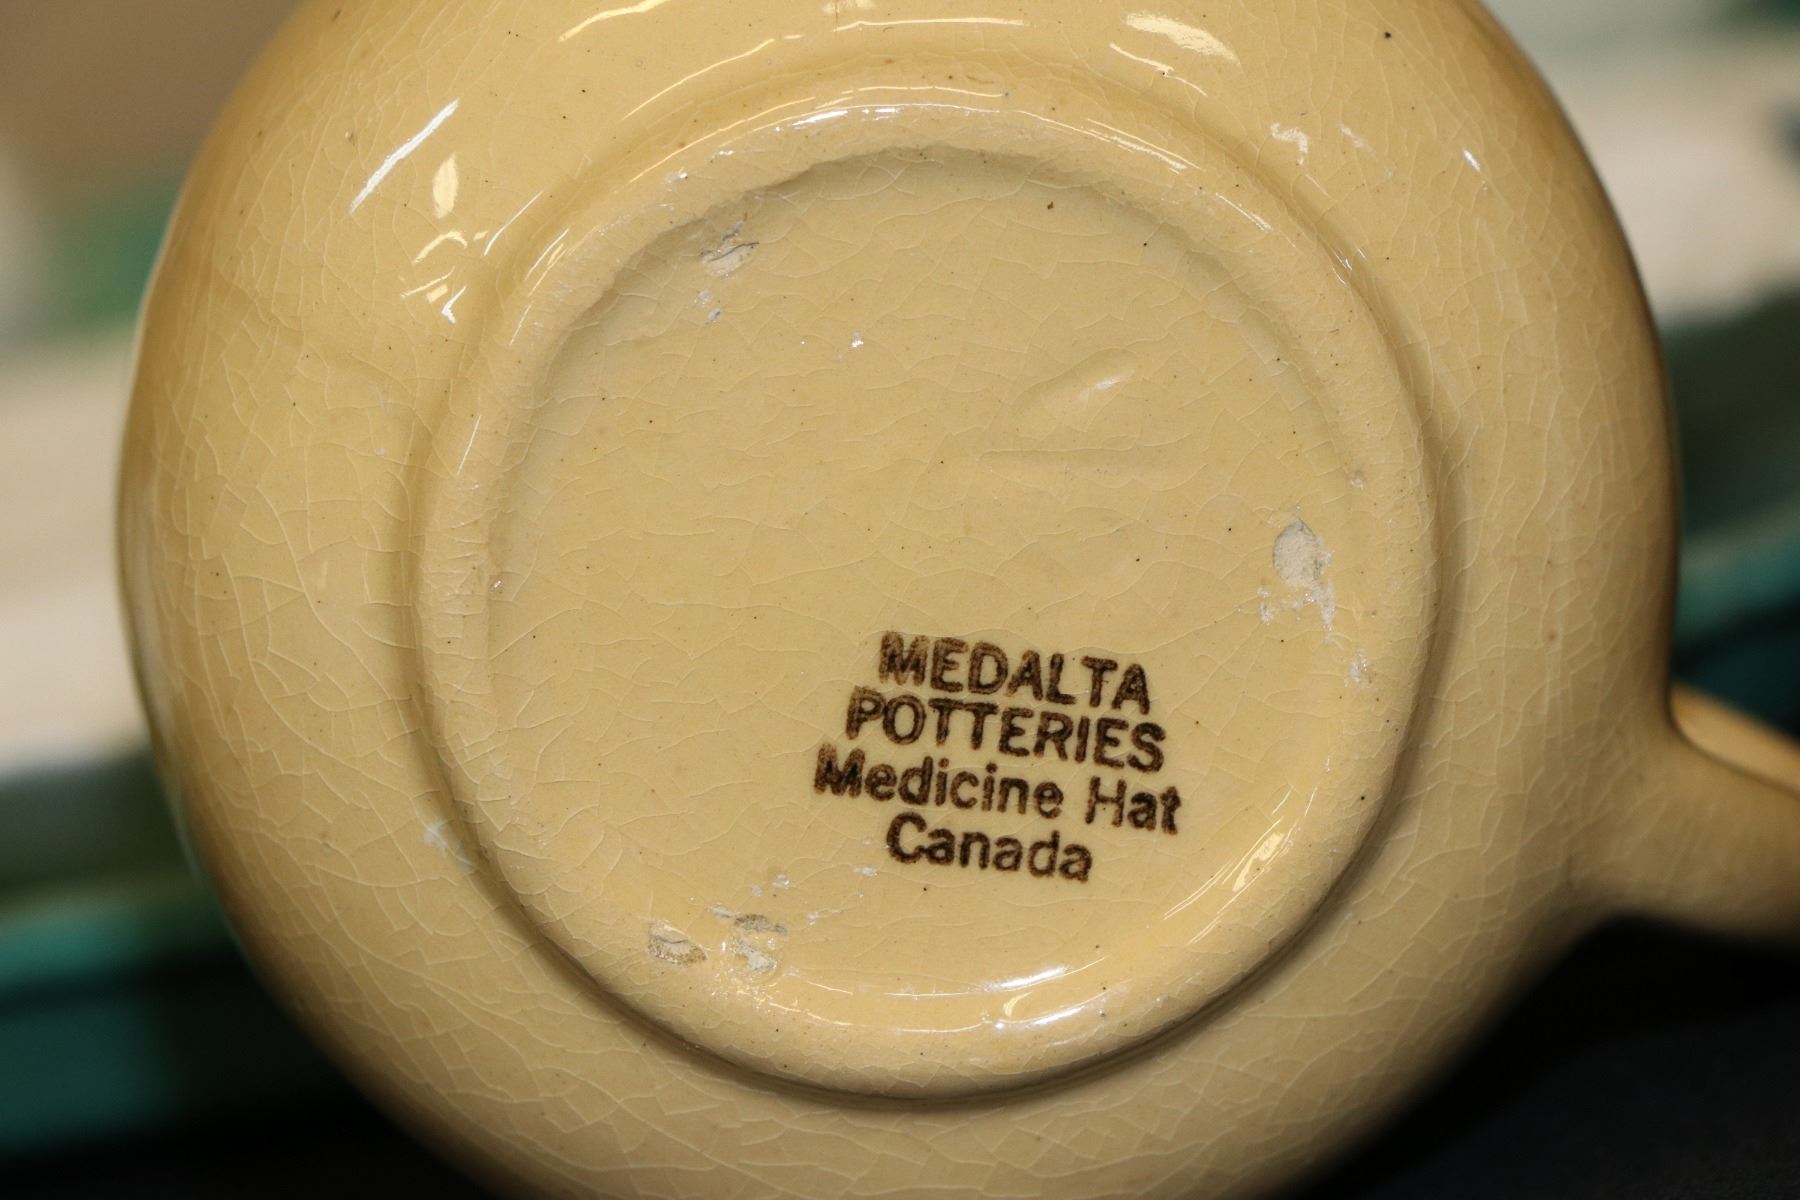 MEDALTA
POTTERIES
Medicine Hat
Canada